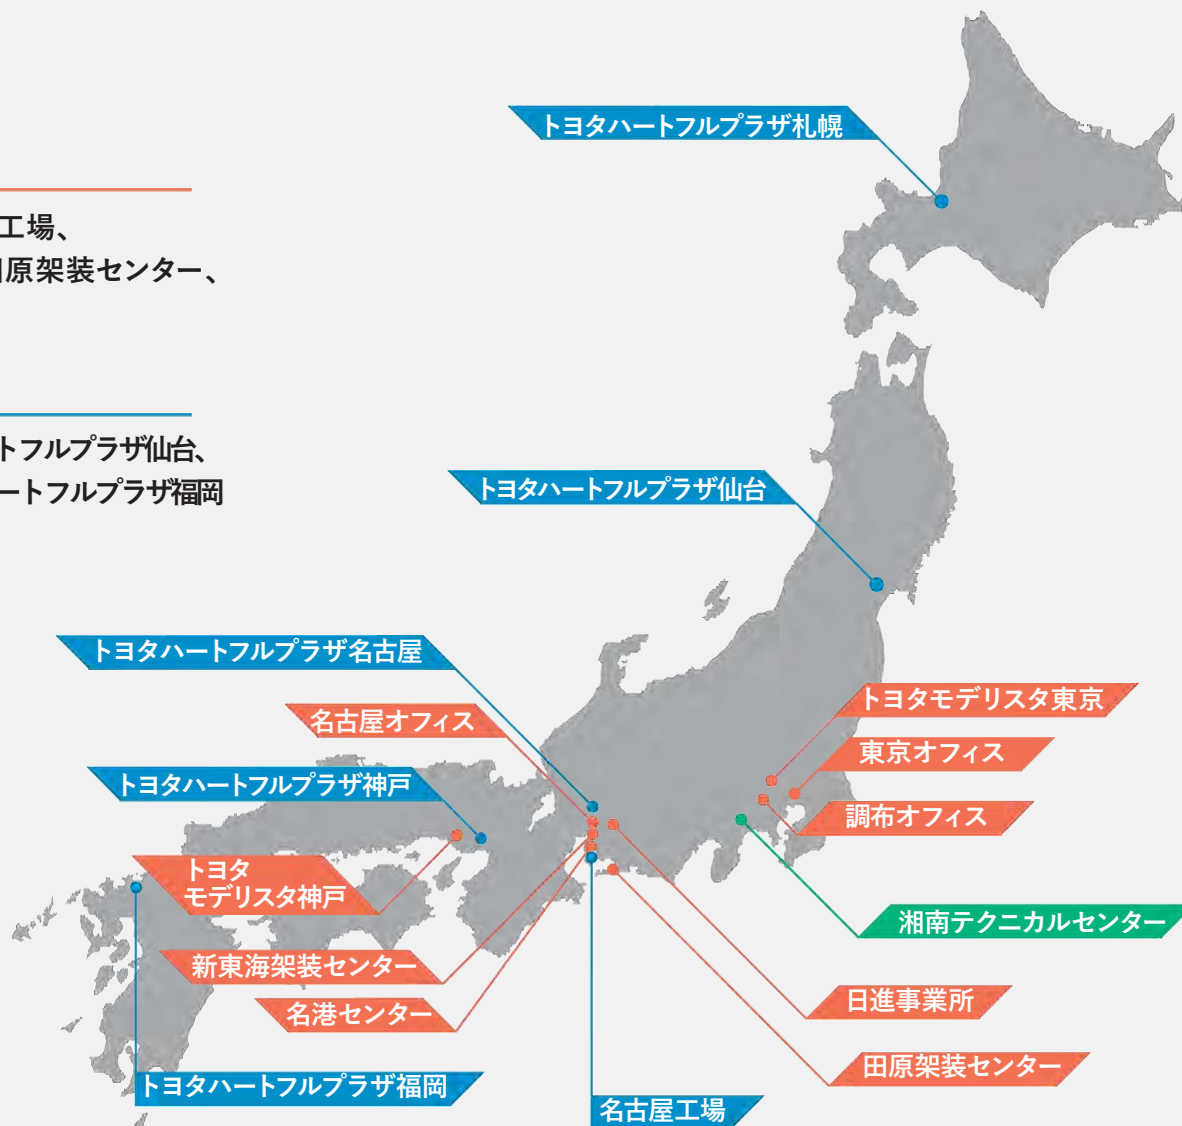 トヨタハートフルプラザ札幌
工場、
原架装センター、
トフルプラザ仙台、
ートフルプラザ福岡
トヨタハートフルプラザ仙台
トヨタハートフルプラザ名古屋
名古屋オフィス
トヨタハートフルプラザ神戸
トヨタ
モデリスタ神戸
新東海架装センター
名港センター
トヨタハートフルプラザ福岡
名古屋工場
トヨタモデリスタ東京
東京オフィス
調布オフィス
湘南テクニカルセンター
日進事業所
田原架装センター